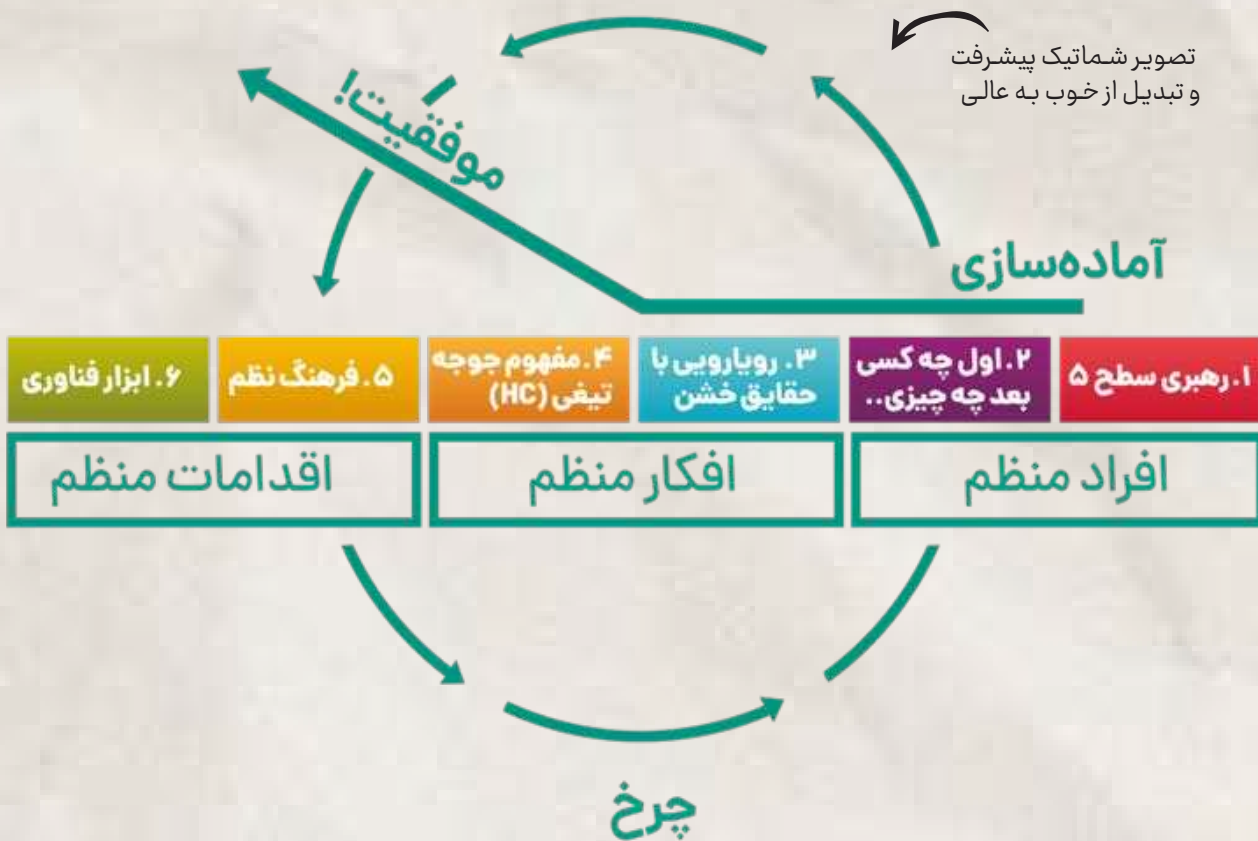 تصویر شماتیک پیشرفت
و تبدیل از خوب به عالی
موفقیت!
آماده‌سازی
۱. رهبری سطح ۵
۲. اول چه کسی
بعد چه چیزی..
۳. رویارویی با
حقایق خشن
۴. مفهوم جوجه
تیغی (HC)
۵. فرهنگ نظم
۶. ابزار فناوری
افراد منظم
افکار منظم
اقدامات منظم
چرخ